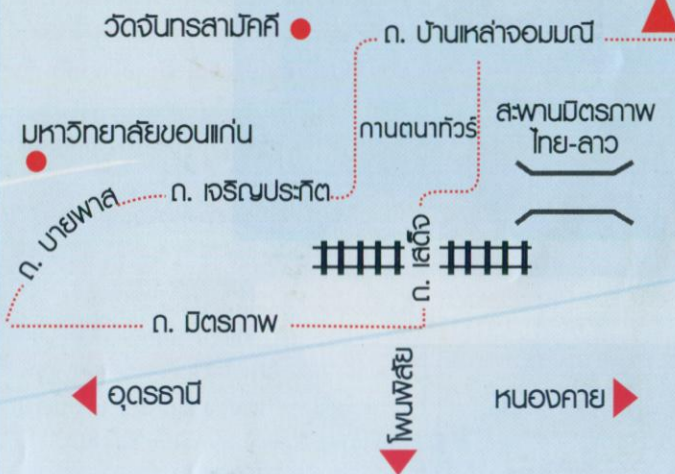 วัดจันทรสามัคคี
ถ. บ้านเหล่าจอมมณี
มหาวิทยาลัยขอนแก่น
กานตนาทัวร์
สะพานมิตรภาพ
ไทย-ลาว
ถ. บายพาส
ถ. เจริญประกิต
ถ. เสด็จ
ถ. มิตรภาพ
อุดรธานี
โพนพิสัย
หนองคาย